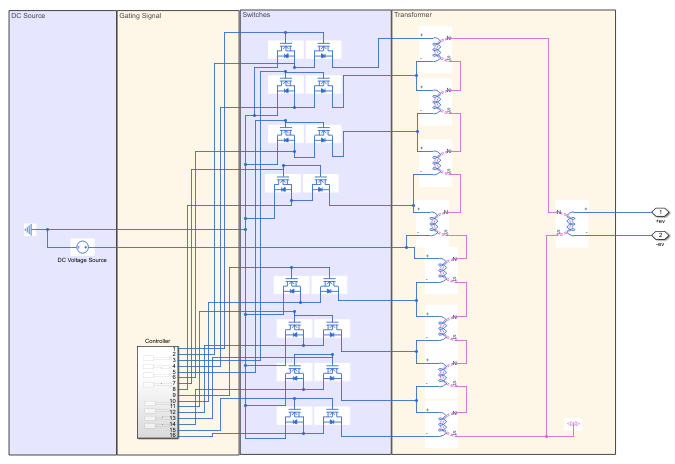 DC Source
Gating Signal
Switches
Transformer
+
N
-
S
+
N
-
S
+
N
-
S
+
N
-
S
N
+
1
+ev
S
-
2
-ev
DC Voltage Source
+
N
-
S
+
N
-
S
+
N
-
S
+
N
-
S
Controller
1
2
3
4
5
6
7
8
9
10
11
12
13
14
15
16